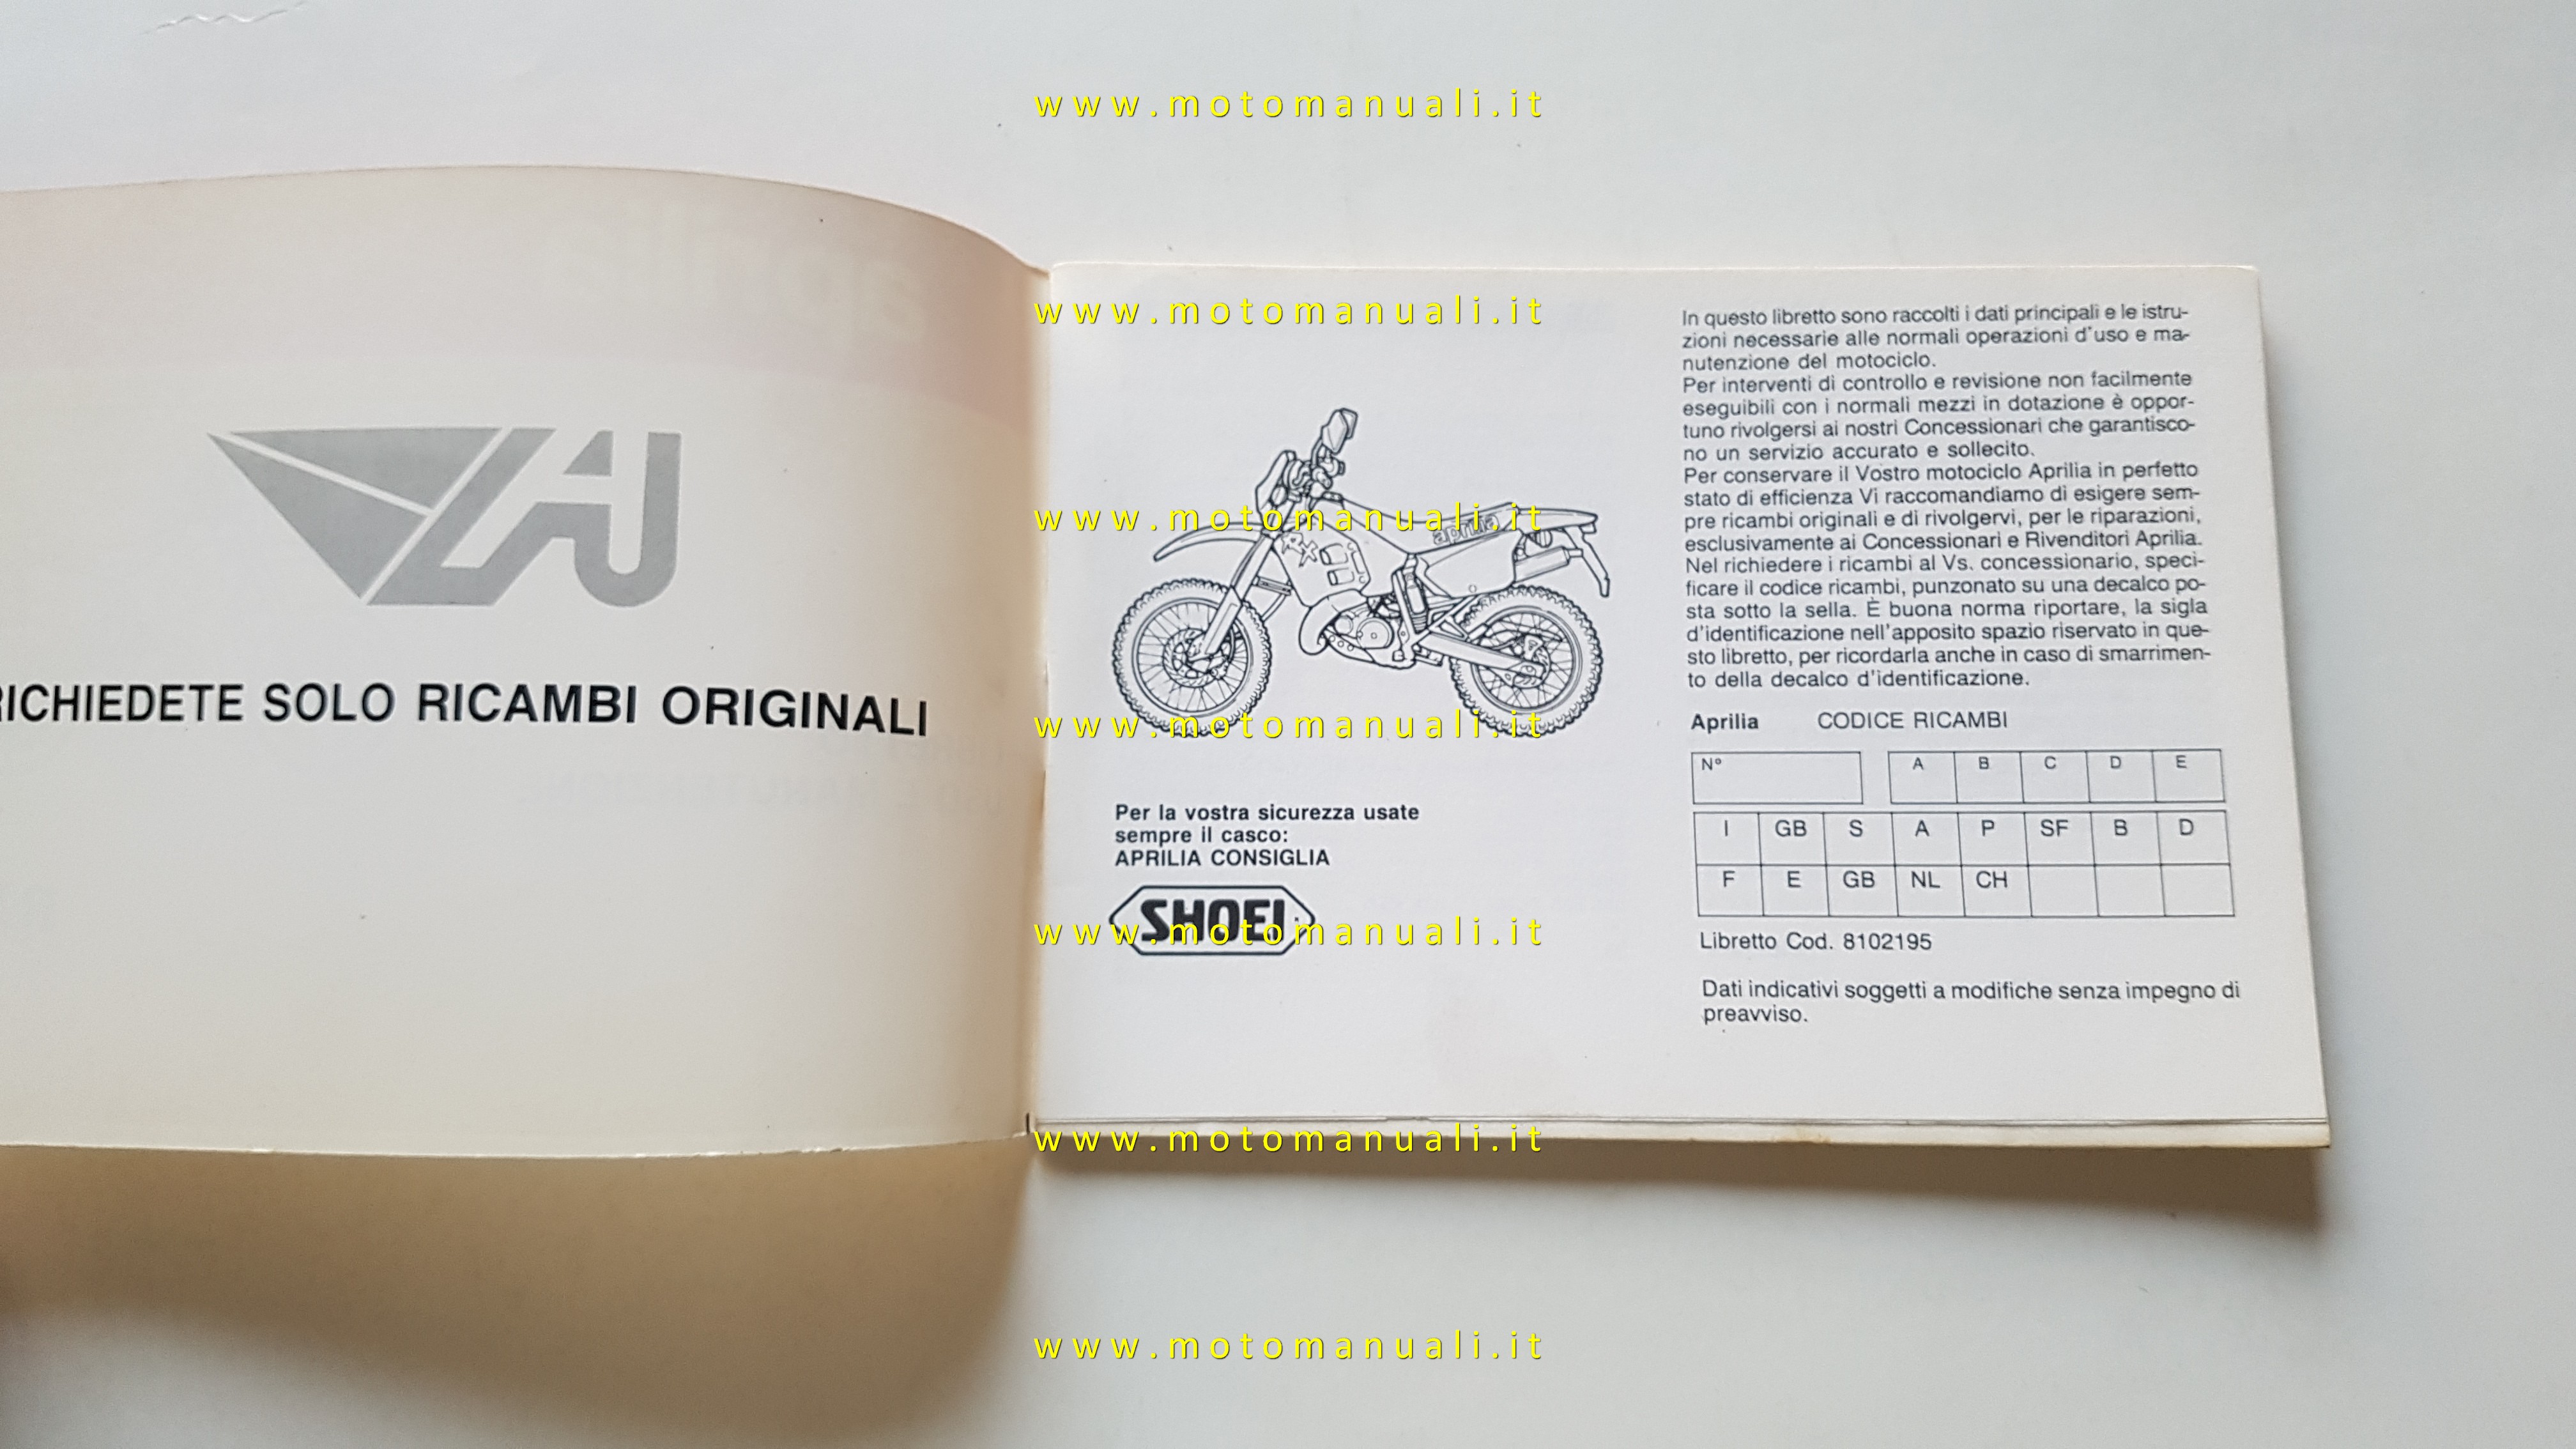 www.motomanuali.it
www.motomanuali.it
www.motomanuali.it
www.motomanuali.it
www.motomanuali.it
www.motomanuali.it
www.motomanuali.it
RICHIEDETE SOLO RICAMBI ORIGINALI
RX
aprilia
Per la vostra sicurezza usate
sempre il casco:
APRILIA CONSIGLIA
SHOEI
In questo libretto sono raccolti i dati principali e le istru-
zioni necessarie alle normali operazioni d'uso e ma-
nutenzione del motociclo.
Per interventi di controllo e revisione non facilmente
eseguibili con i normali mezzi in dotazione è oppor-
tuno rivolgersi ai nostri Concessionari che garantisco-
no un servizio accurato e sollecito.
Per conservare il Vostro motociclo Aprilia in perfetto
stato di efficienza Vi raccomandiamo di esigere sem-
pre ricambi originali e di rivolgervi, per le riparazioni,
esclusivamente ai Concessionari e Rivenditori Aprilia.
Nel richiedere i ricambi al Vs. concessionario, speci-
ficare il codice ricambi, punzonato su una decalco po-
sta sotto la sella. È buona norma riportare, la sigla
d'identificazione nell'apposito spazio riservato in que-
sto libretto, per ricordarla anche in caso di smarrimen-
to della decalco d'identificazione.
Aprilia CODICE RICAMBI
N° A B C D E
I GB S A P SF B D
F E GB NL CH
Libretto Cod. 8102195
Dati indicativi soggetti a modifiche senza impegno di
preavviso.